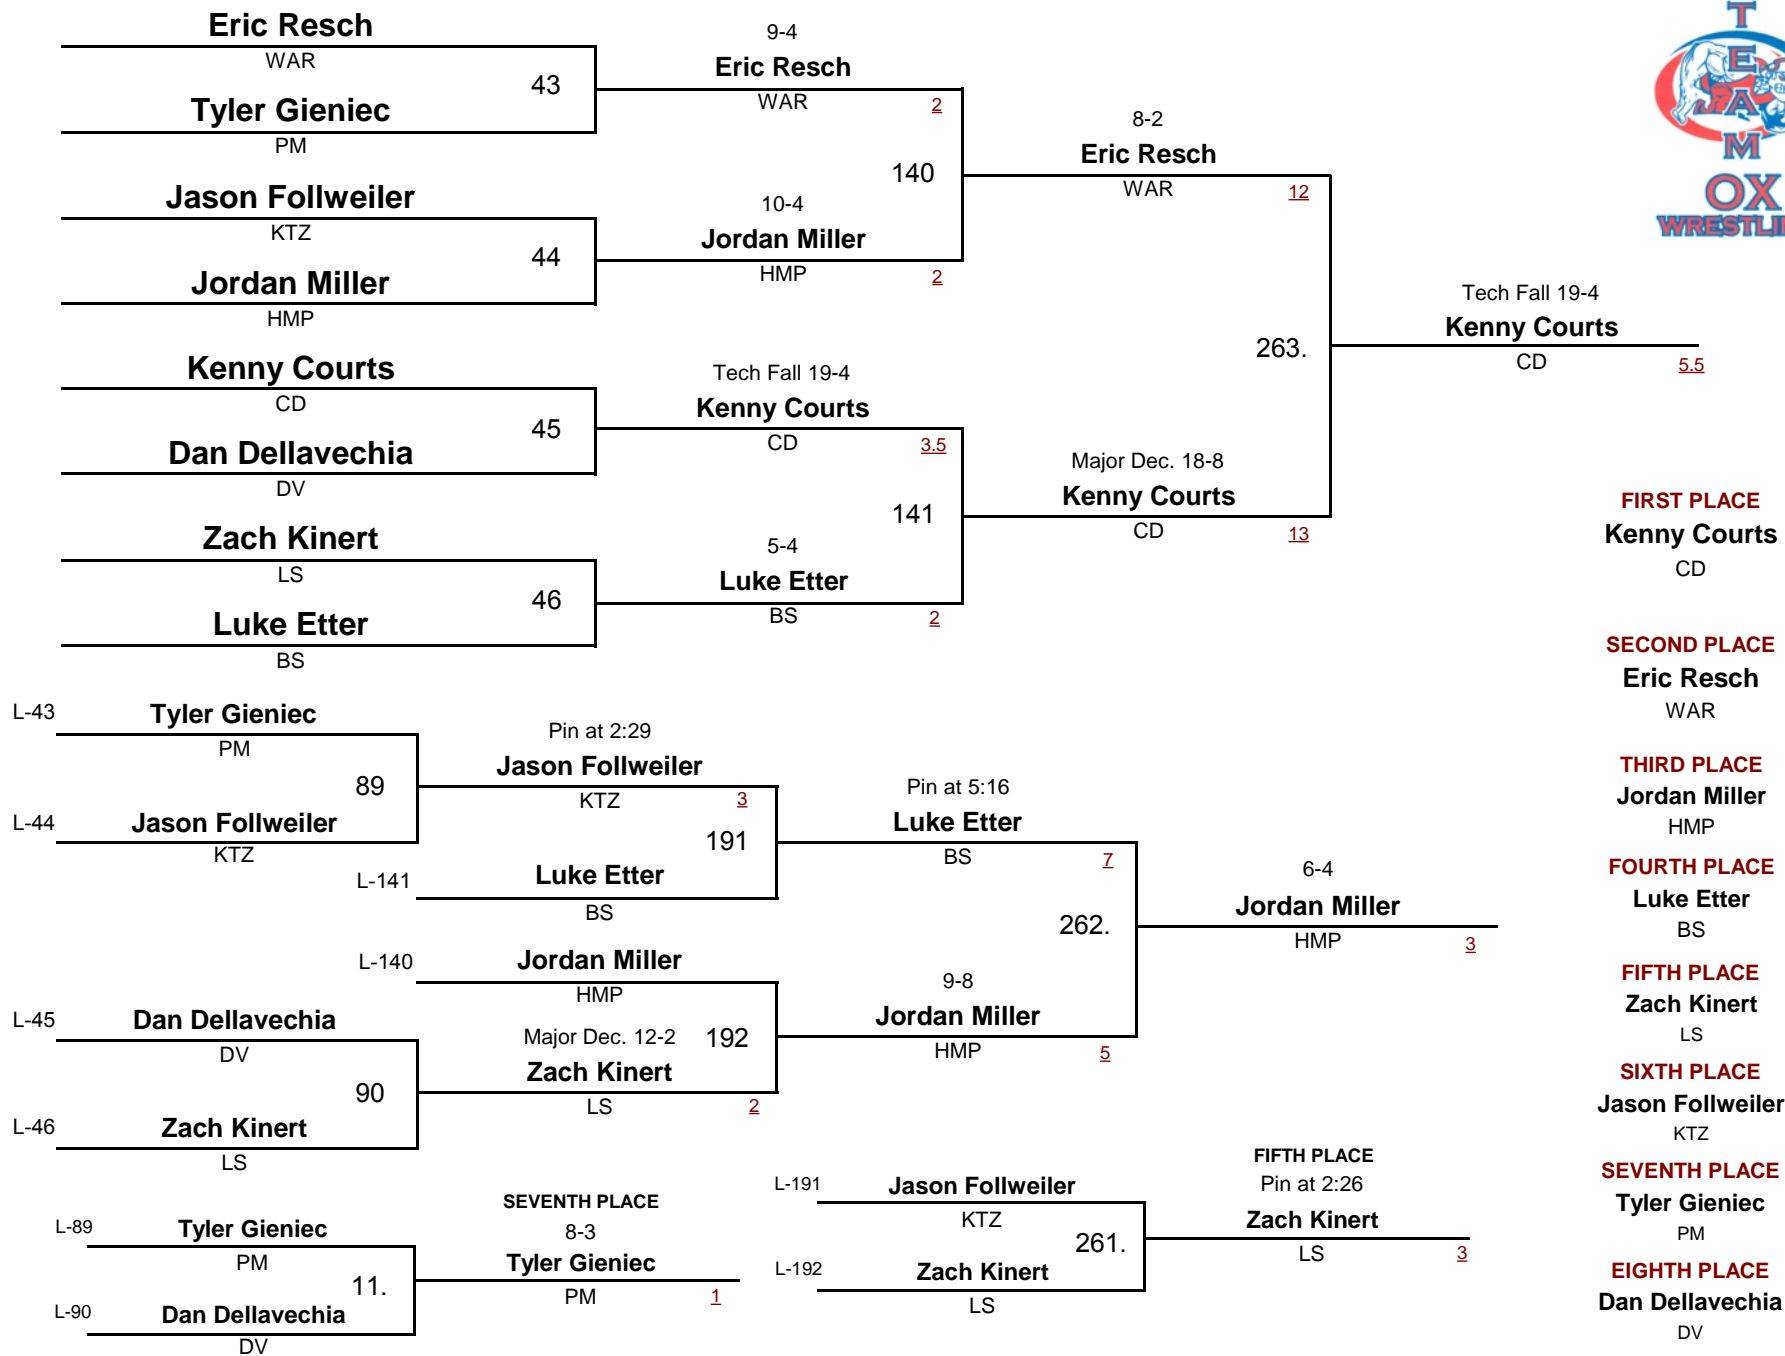 Eric Resch
WAR
43
Tyler Gieniec
PM
Jason Follweiler
KTZ
44
Jordan Miller
HMP
Kenny Courts
CD
45
Dan Dellavechia
DV
Zach Kinert
LS
46
Luke Etter
BS
9-4
Eric Resch
WAR
2
140
10-4
Jordan Miller
HMP
2
Tech Fall 19-4
Kenny Courts
CD
3.5
141
5-4
Luke Etter
BS
2
8-2
Eric Resch
WAR
12
263.
Major Dec. 18-8
Kenny Courts
CD
13
Tech Fall 19-4
Kenny Courts
CD
5.5
TEAM
OX
L-43
Tyler Gieniec
PM
89
L-44
Jason Follweiler
KTZ
Pin at 2:29
Jason Follweiler
KTZ
3
191
L-141
Luke Etter
BS
L-140
Jordan Miller
HMP
192
L-45
Dan Dellavechia
DV
90
L-46
Zach Kinert
LS
Major Dec. 12-2
Zach Kinert
LS
2
Pin at 5:16
Luke Etter
BS
7
262.
9-8
Jordan Miller
HMP
5
6-4
Jordan Miller
HMP
3
L-89
Tyler Gieniec
PM
11.
L-90
Dan Dellavechia
DV
SEVENTH PLACE
8-3
Tyler Gieniec
PM
1
L-191
Jason Follweiler
KTZ
261.
L-192
Zach Kinert
LS
FIFTH PLACE
Pin at 2:26
Zach Kinert
LS
3
FIRST PLACE
Kenny Courts
CD
SECOND PLACE
Eric Resch
WAR
THIRD PLACE
Jordan Miller
HMP
FOURTH PLACE
Luke Etter
BS
FIFTH PLACE
Zach Kinert
LS
SIXTH PLACE
Jason Follweiler
KTZ
SEVENTH PLACE
Tyler Gieniec
PM
EIGHTH PLACE
Dan Dellavechia
DV